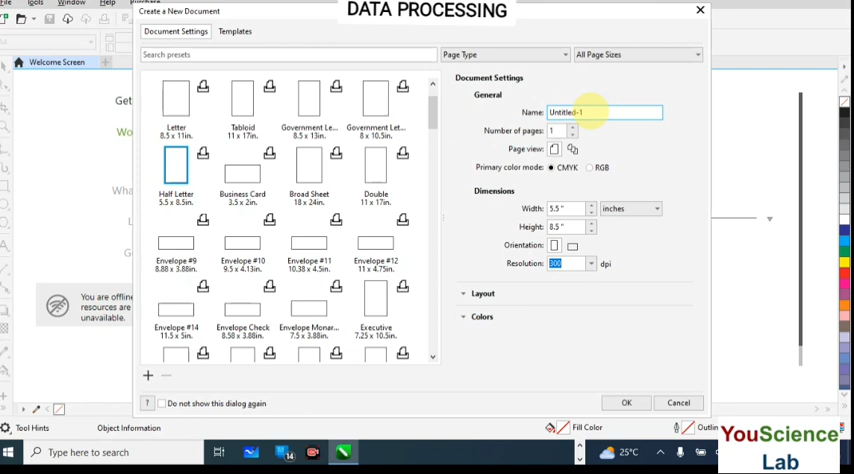 DATA PROCESSING
File Tools Window Help Purchase
Create a New Document
Document Settings Templates
Search presets
Page Type
All Page Sizes
Welcome Screen
Letter
8.5 x 11in.
Tabloid
11 x 17in.
Government Le...
8.5 x 13in.
Government Let...
8 x 10in.
Half Letter
5.5 x 8.5in.
Business Card
3.5 x 2in.
Broad Sheet
18 x 24in.
Double
11 x 17in.
Envelope #9
8.88 x 3.88in.
Envelope #10
9.5 x 4.13in.
Envelope #11
10.38 x 4.5in.
Envelope #12
11 x 4.75in.
Envelope #14
11.5 x 5in.
Envelope Check
8.58 x 3.88in.
Envelope Monar...
7.5 x 3.88in.
Executive
7.25 x 10.5in.
Document Settings
General
Name: Untitled-1
Number of pages: 1
Page view:
Primary color mode: CMYK RGB
Dimensions
Width: 5.5 " inches
Height: 8.5 "
Orientation:
Resolution: 300 dpi
Layout
Colors
Get
Wo
What
L
G
You are offline
resources are
unavailable.
? Do not show this dialog again
OK
Cancel
Tool Hints
Object Information
Fill Color
Outlin
Type here to search
14
25°C
YouScience
Lab